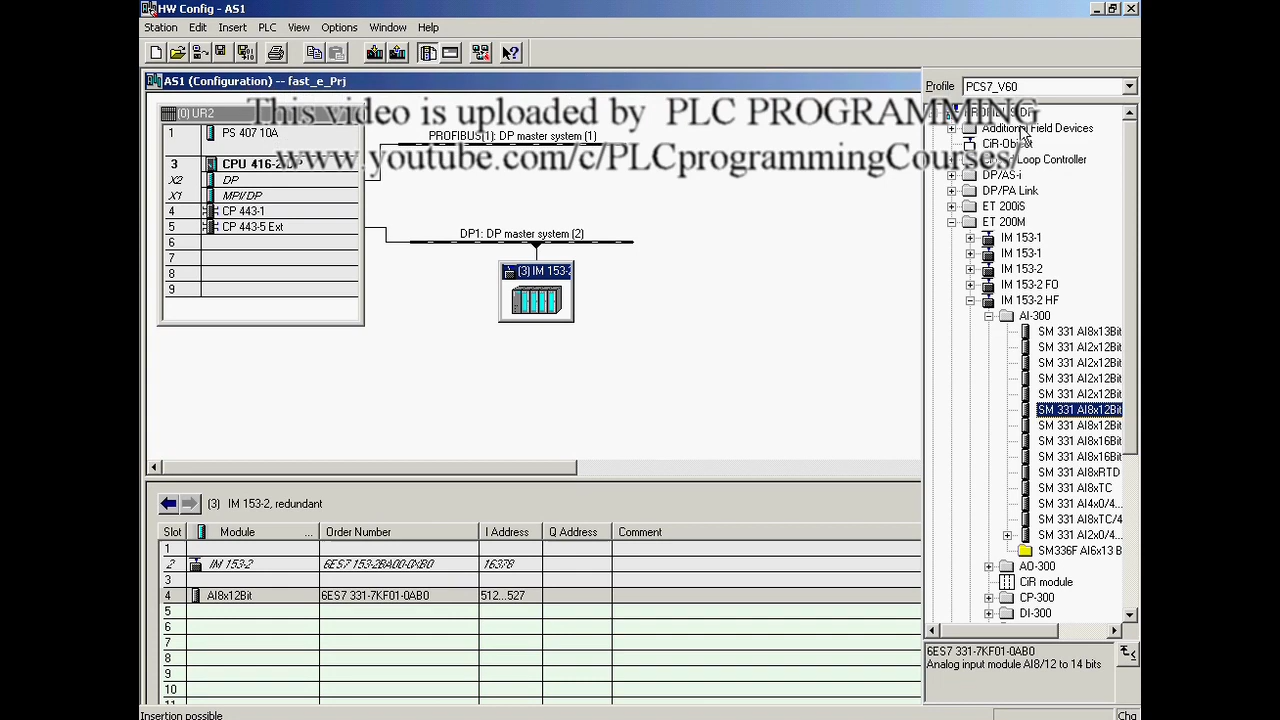 HW Config - AS1
Station Edit Insert PLC View Options Window Help
AS1 (Configuration) -- fast_e_Prj
(0) UR2
1 PS 407 10A
3 CPU 416-2
X2 DP
X1 MPI/DP
4 CP 443-1
5 CP 443-5 Ext
6
7
8
9
This video is uploaded by PLC PROGRAMMING
www.youtube.com/c/PLCprogrammingCourses/
PROFIBUS(1): DP master system (1)
DP1: DP master system (2)
(3) IM 153-2
(3) IM 153-2, redundant
Slot Module ... Order Number I Address Q Address Comment
1
2 IM 153-2 6ES7 153-2BA00-0XB0 16378
3
4 AI8x12Bit 6ES7 331-7KF01-0AB0 512...527
5
6
7
8
9
10
11
Insertion possible
Profile PCS7_V60
PROFIBUS-DP
Additional Field Devices
CiR-Object
Loop Controller
DP/AS-i
DP/PA Link
ET 200iS
ET 200M
IM 153-1
IM 153-1
IM 153-2
IM 153-2 FO
IM 153-2 HF
AI-300
SM 331 AI8x13Bit
SM 331 AI2x12Bit
SM 331 AI2x12Bit
SM 331 AI2x12Bit
SM 331 AI2x12Bit
SM 331 AI8x12Bit
SM 331 AI8x12Bit
SM 331 AI8x16Bit
SM 331 AI8x16Bit
SM 331 AI8xRTD
SM 331 AI8xTC
SM 331 AI4x0/4...
SM 331 AI8xTC/4
SM 331 AI2x0/4...
SM336F AI6x13 B
AO-300
CiR module
CP-300
DI-300
6ES7 331-7KF01-0AB0
Analog input module AI8/12 to 14 bits
Chg